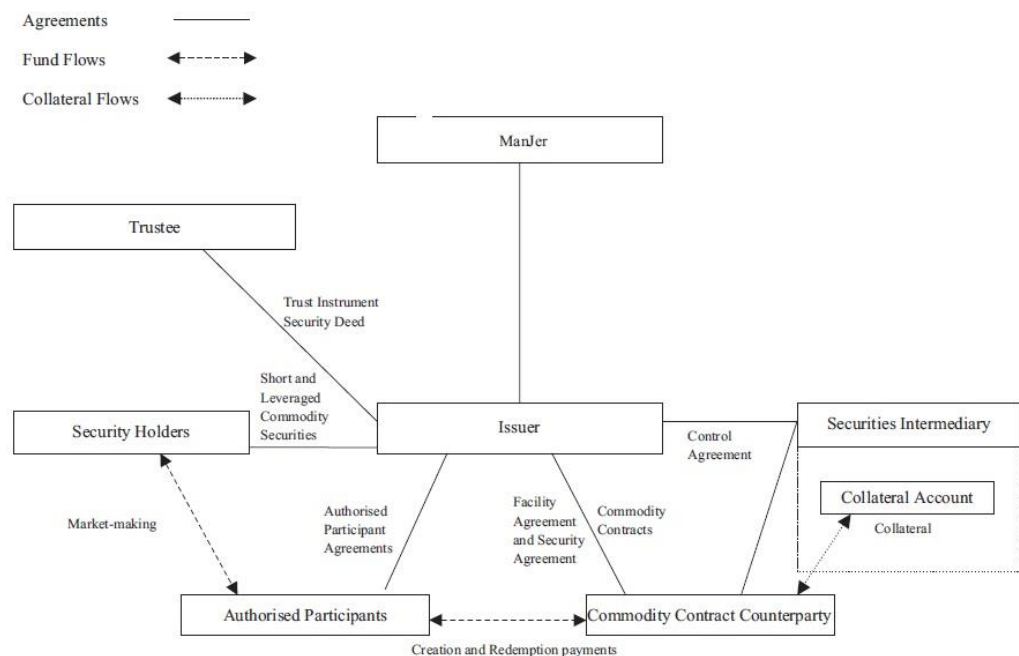 Agreements
Fund Flows
Collateral Flows
ManJer
Trustee
Trust Instrument
Security Deed
Short and
Leveraged
Commodity
Securities
Security Holders
Issuer
Control
Agreement
Securities Intermediary
Collateral Account
Collateral
Market-making
Authorised
Participant
Agreements
Facility
Agreement
and Security
Agreement
Commodity
Contracts
Authorised Participants
Commodity Contract Counterparty
Creation and Redemption payments